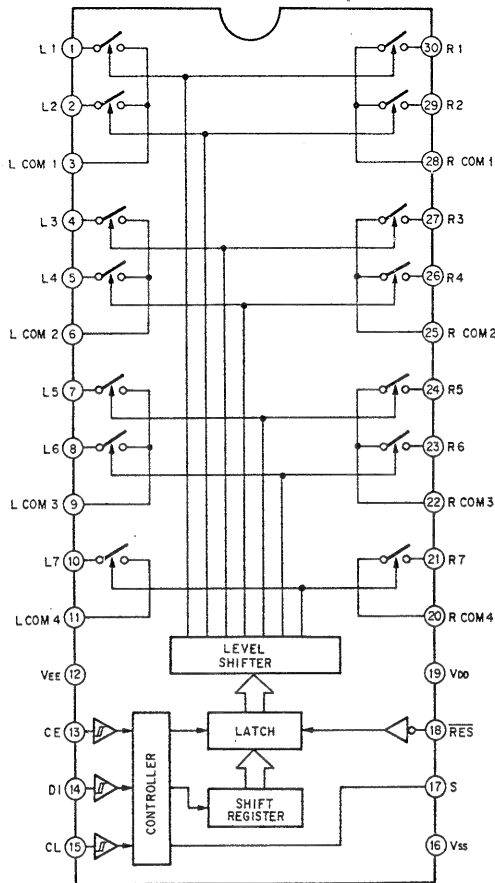 L1 1 30 R1
L2 2 29 R2
L COM 1 3 28 R COM 1
L3 4 27 R3
L4 5 26 R4
L COM 2 6 25 R COM 2
L5 7 24 R5
L6 8 23 R6
L COM 3 9 22 R COM 3
L7 10 21 R7
L COM 4 11 20 R COM 4
LEVEL
SHIFTER
VEE 12 19 VDD
CE 13 LATCH 18 RES
DI 14 17 S
CONTROLLER
SHIFT
REGISTER
CL 15 16 Vss